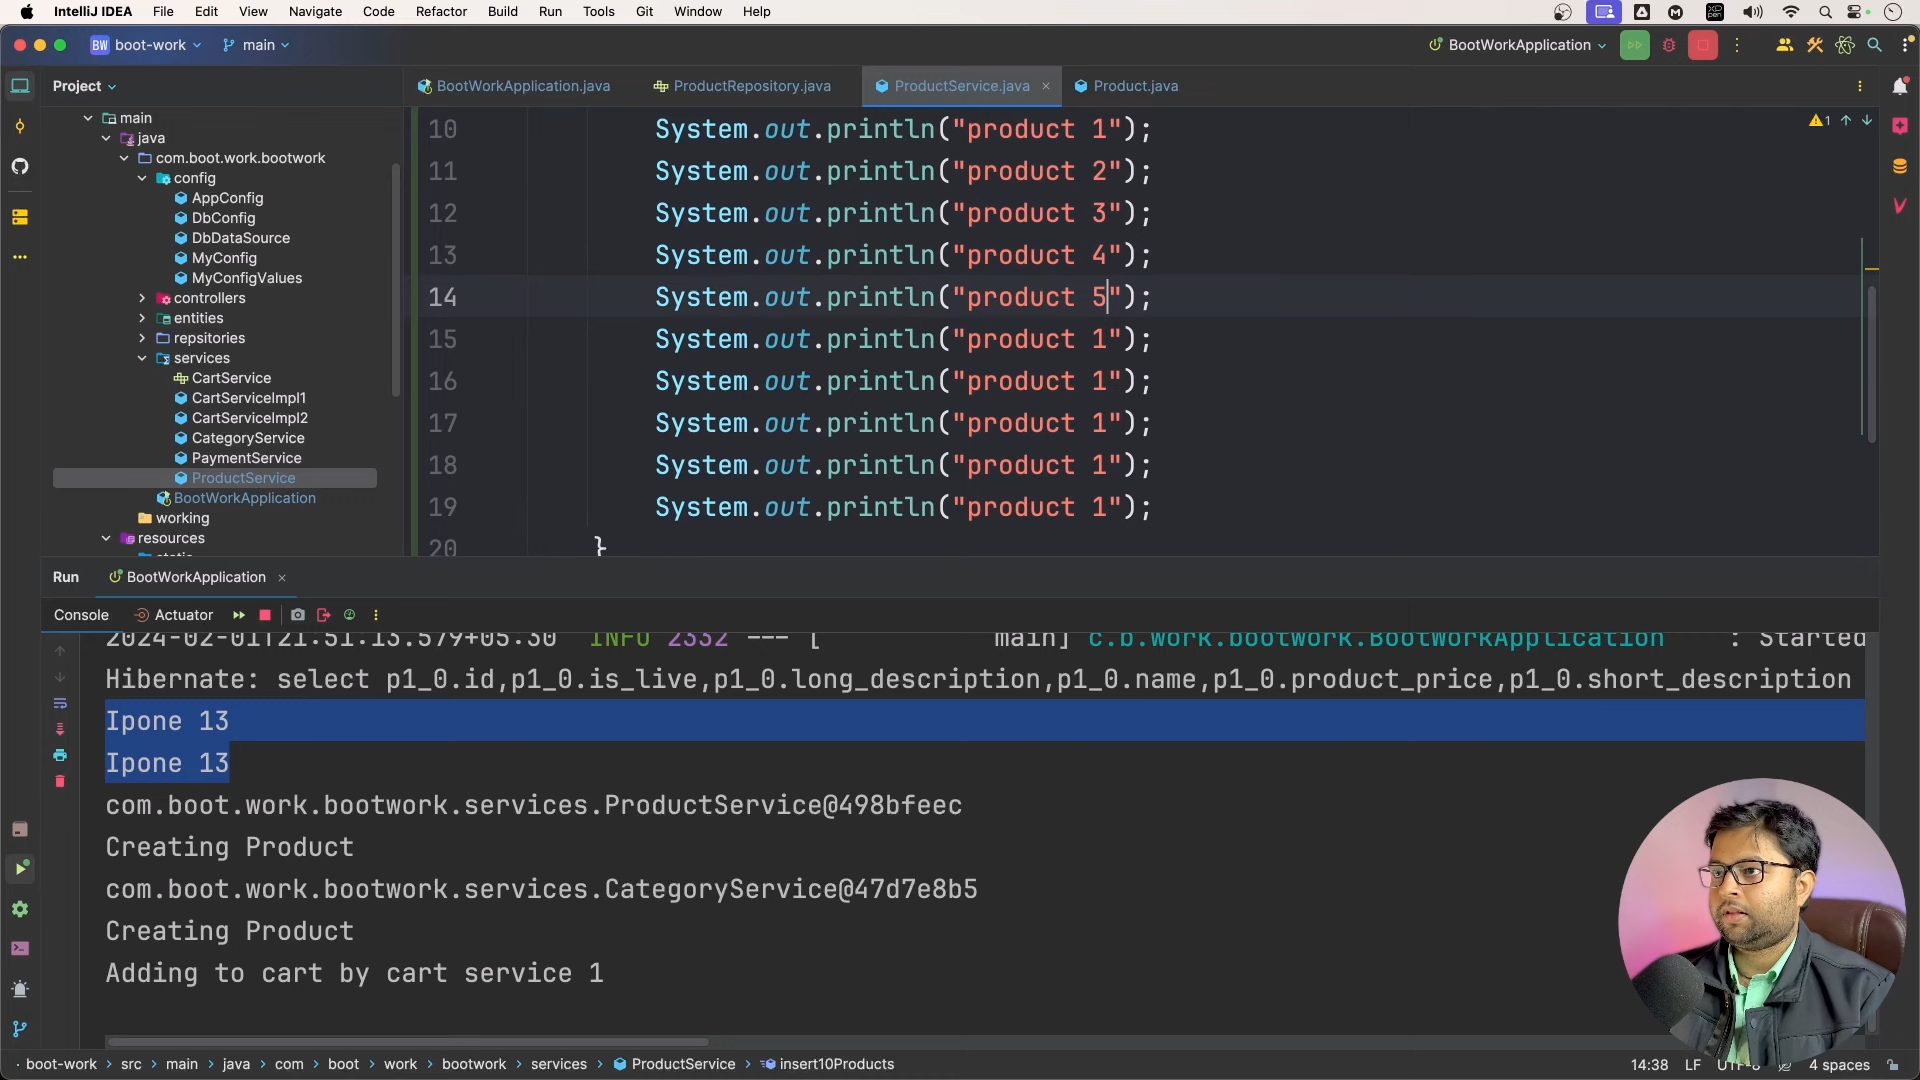 IntelliJ IDEA File Edit View Navigate Code Refactor Build Run Tools Git Window Help
BW boot-work main BootWorkApplication
Project
BootWorkApplication.java ProductRepository.java ProductService.java Product.java
main
java
com.boot.work.bootwork
config
AppConfig
DbConfig
DbDataSource
MyConfig
MyConfigValues
controllers
entities
repsitories
services
CartService
CartServiceImpl1
CartServiceImpl2
CategoryService
PaymentService
ProductService
BootWorkApplication
working
resources
10 System.out.println("product 1");
11 System.out.println("product 2");
12 System.out.println("product 3");
13 System.out.println("product 4");
14 System.out.println("product 5");
15 System.out.println("product 1");
16 System.out.println("product 1");
17 System.out.println("product 1");
18 System.out.println("product 1");
19 System.out.println("product 1");
20 }
1
Run BootWorkApplication
Console Actuator
2024-02-01T21:51:13.579+05:30 INFO 2332 --- [ main] c.b.work.bootwork.BootWorkApplication : Started
Hibernate: select p1_0.id,p1_0.is_live,p1_0.long_description,p1_0.name,p1_0.product_price,p1_0.short_description
Ipone 13
Ipone 13
com.boot.work.bootwork.services.ProductService@498bfeec
Creating Product
com.boot.work.bootwork.services.CategoryService@47d7e8b5
Creating Product
Adding to cart by cart service 1
boot-work > src > main > java > com > boot > work > bootwork > services > ProductService > insert10Products
14:38 LF UTF-8 4 spaces